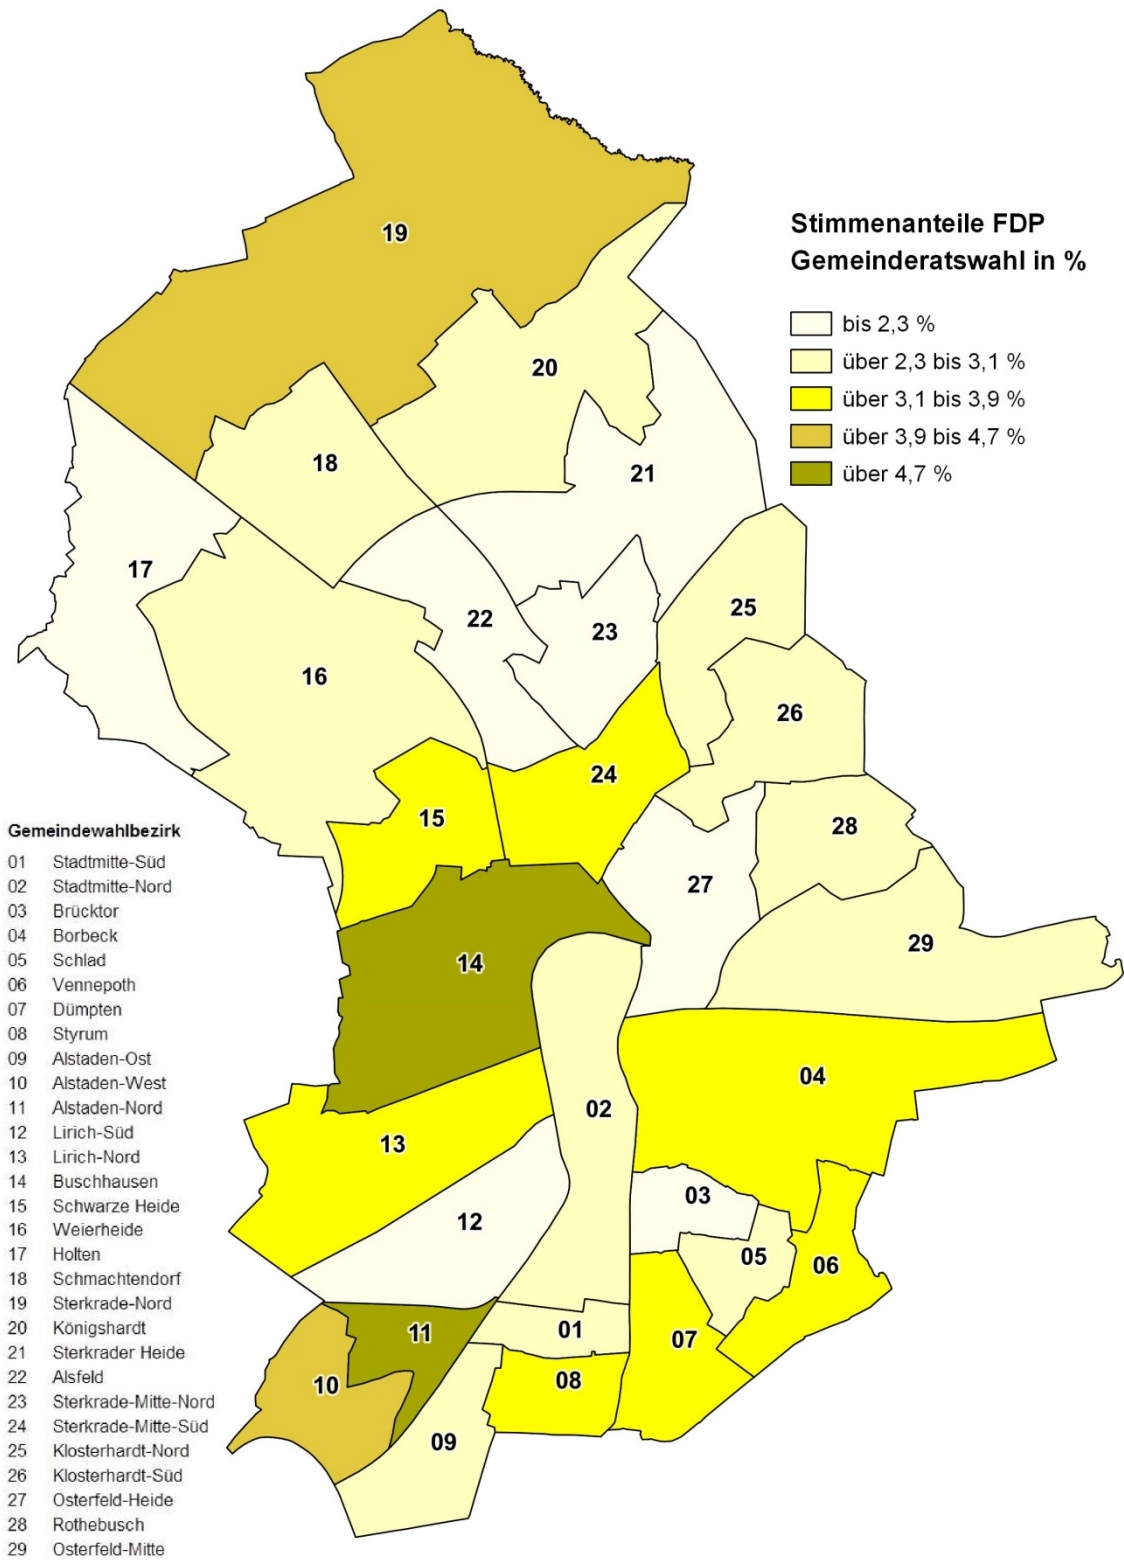 Stimmenanteile FDP
Gemeinderatswahl in %
bis 2,3 %
über 2,3 bis 3,1 %
über 3,1 bis 3,9 %
über 3,9 bis 4,7 %
über 4,7 %
19
20
18
21
17
22
23
25
16
26
24
15
28
27
29
14
04
02
13
03
12
05
06
01
11
07
08
10
09
Gemeindewahlbezirk
01 Stadtmitte-Süd
02 Stadtmitte-Nord
03 Brücktor
04 Borbeck
05 Schlad
06 Vennepoth
07 Dümpten
08 Styrum
09 Alstaden-Ost
10 Alstaden-West
11 Alstaden-Nord
12 Lirich-Süd
13 Lirich-Nord
14 Buschhausen
15 Schwarze Heide
16 Weierheide
17 Holten
18 Schmachtendorf
19 Sterkrade-Nord
20 Königshardt
21 Sterkrader Heide
22 Alsfeld
23 Sterkrade-Mitte-Nord
24 Sterkrade-Mitte-Süd
25 Klosterhardt-Nord
26 Klosterhardt-Süd
27 Osterfeld-Heide
28 Rothebusch
29 Osterfeld-Mitte